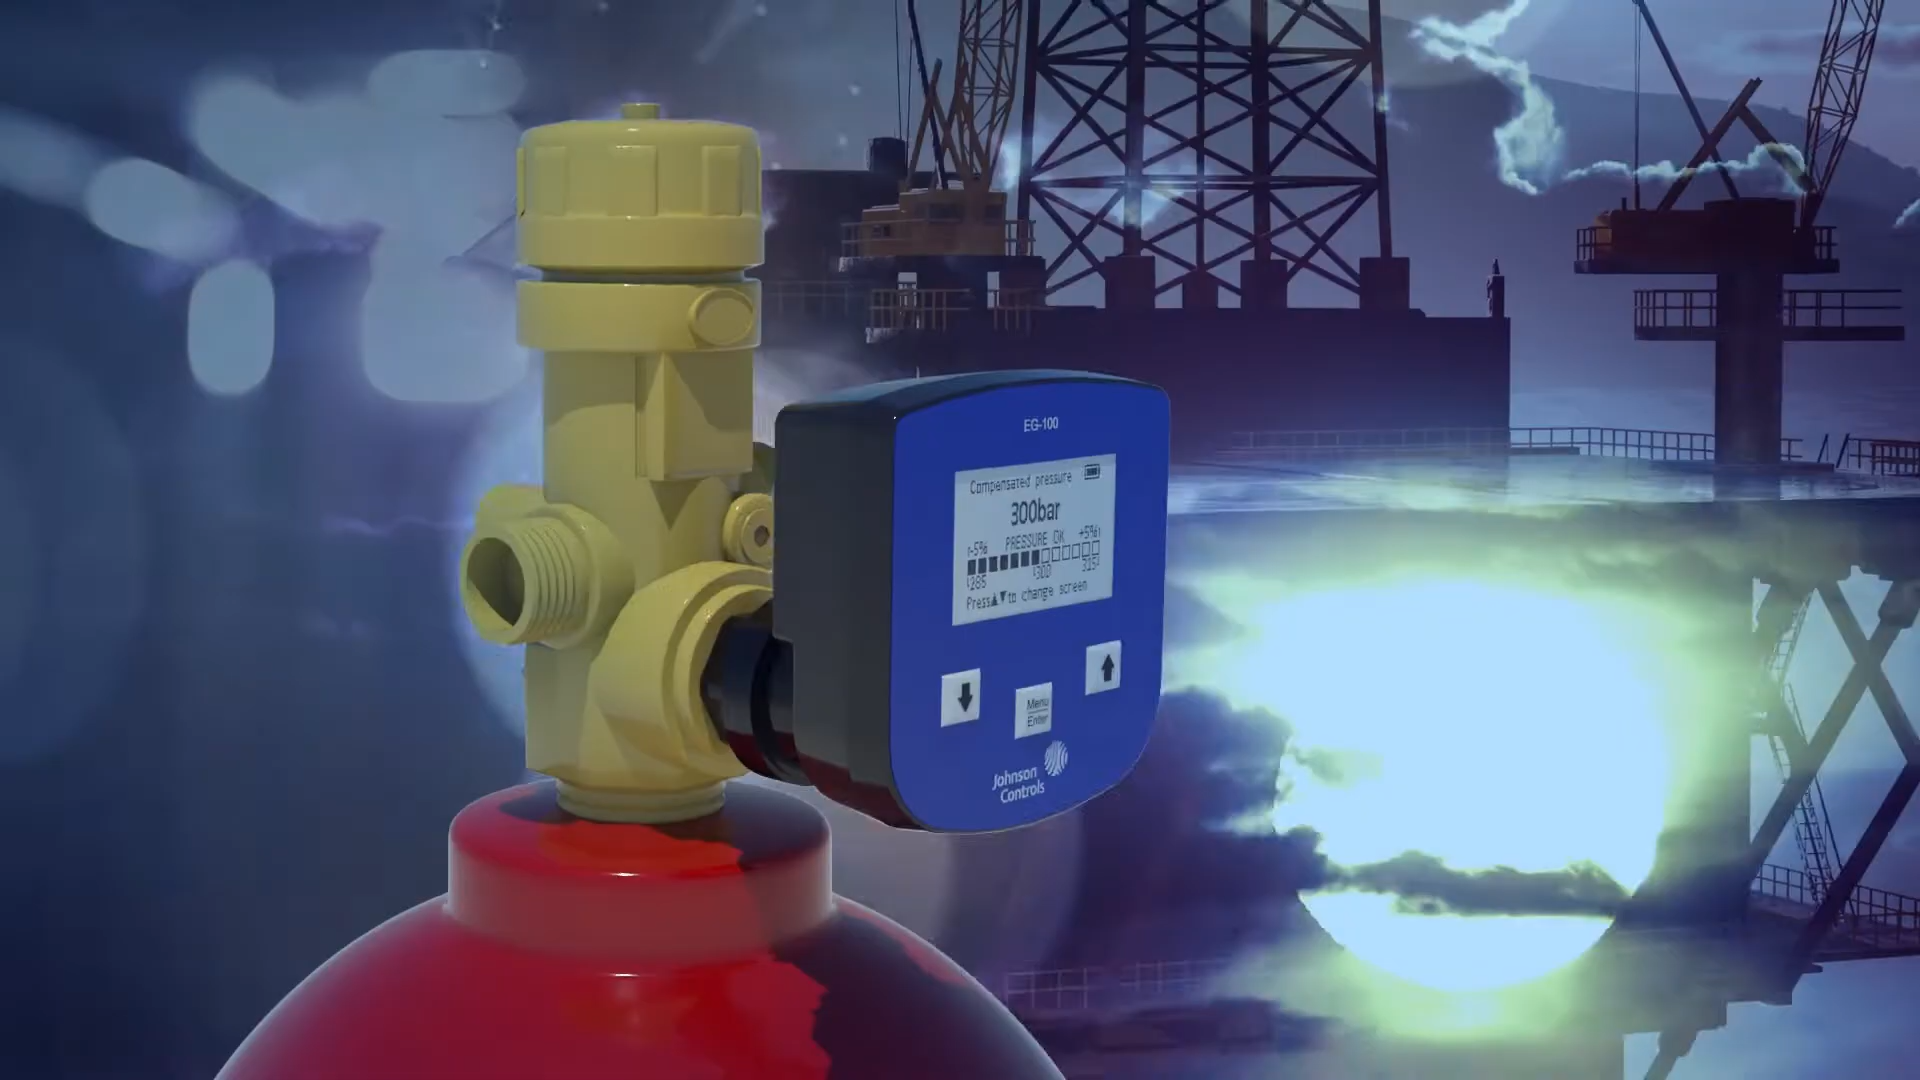 EG-100
Compensated pressure
300bar
-5% PRESSURE OK +5%
285 300 315
Press▲▼to change screen
Menu
Enter
Johnson
Controls